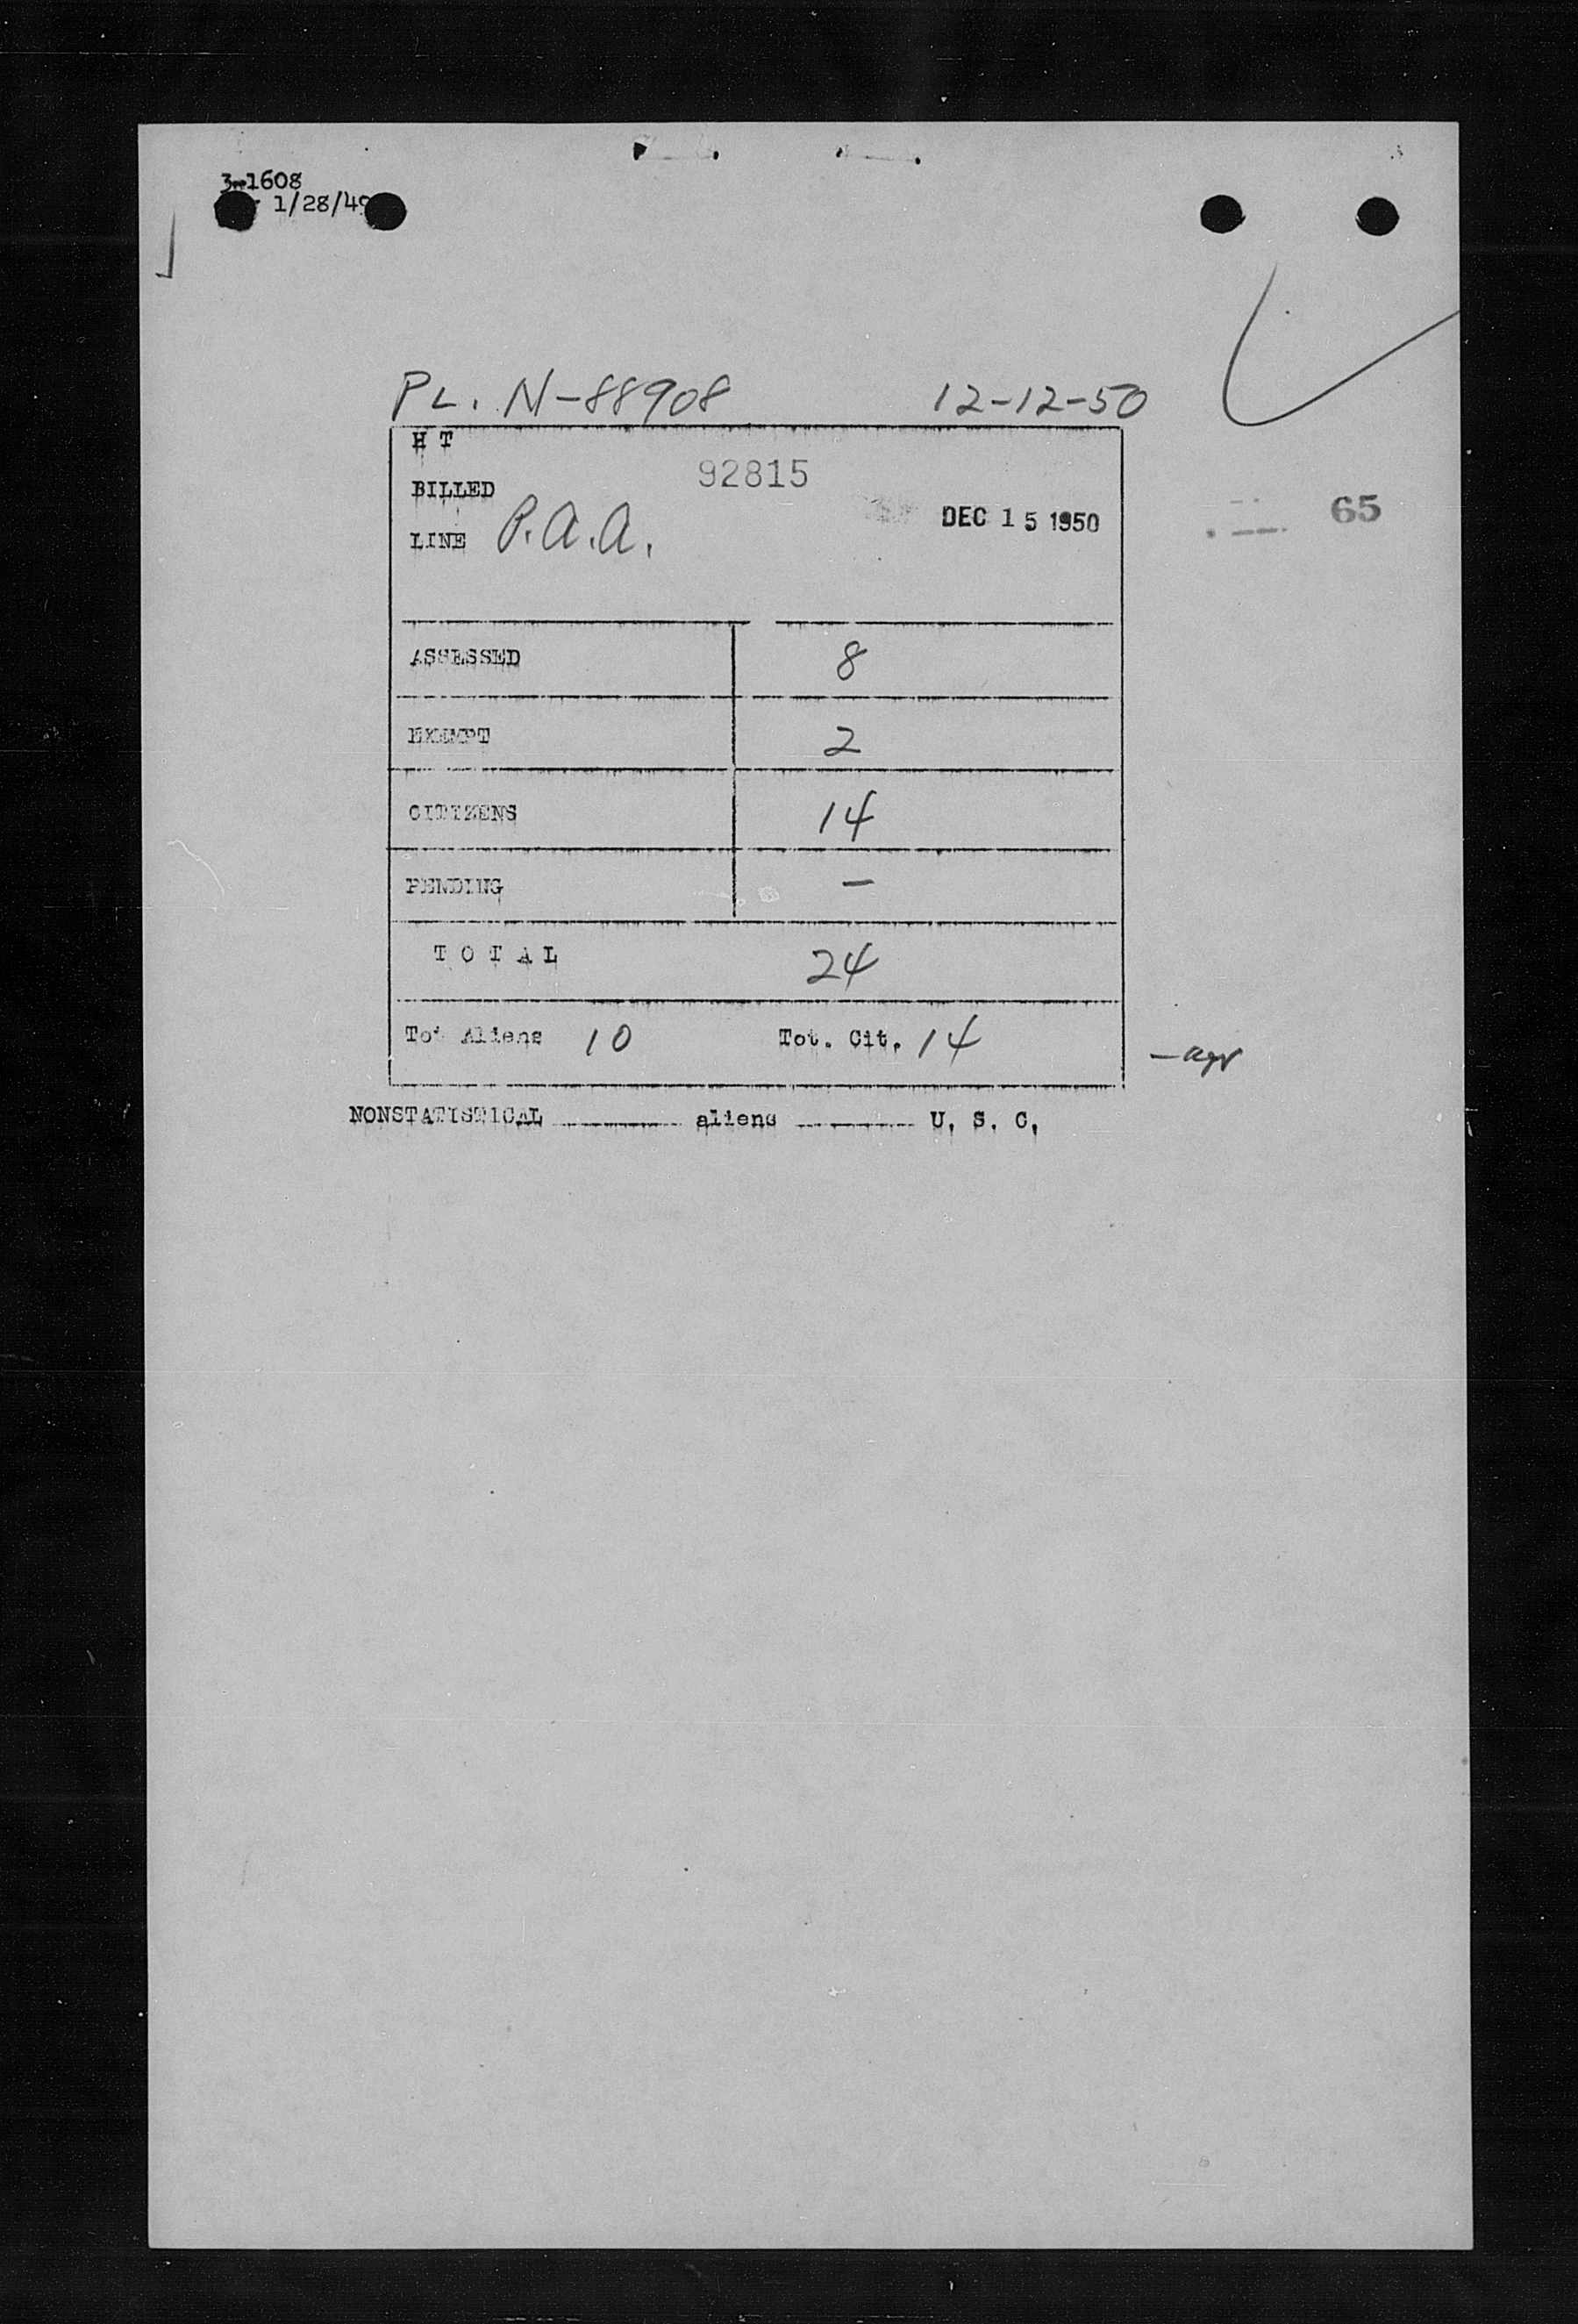 3-1608
1/28/49
PL. N-88908 12-12-50
H T
92815
BILLED
DEC 15 1950
65
LINE P.A.A.
ASSESSED 8
EXEMPT 2
CITIZENS 14
PENDING —
T O T A L 24
Tot Aliens 10 Tot. Cit. 14
NONSTATISTICAL ---------- aliens ---------- U. S. C.